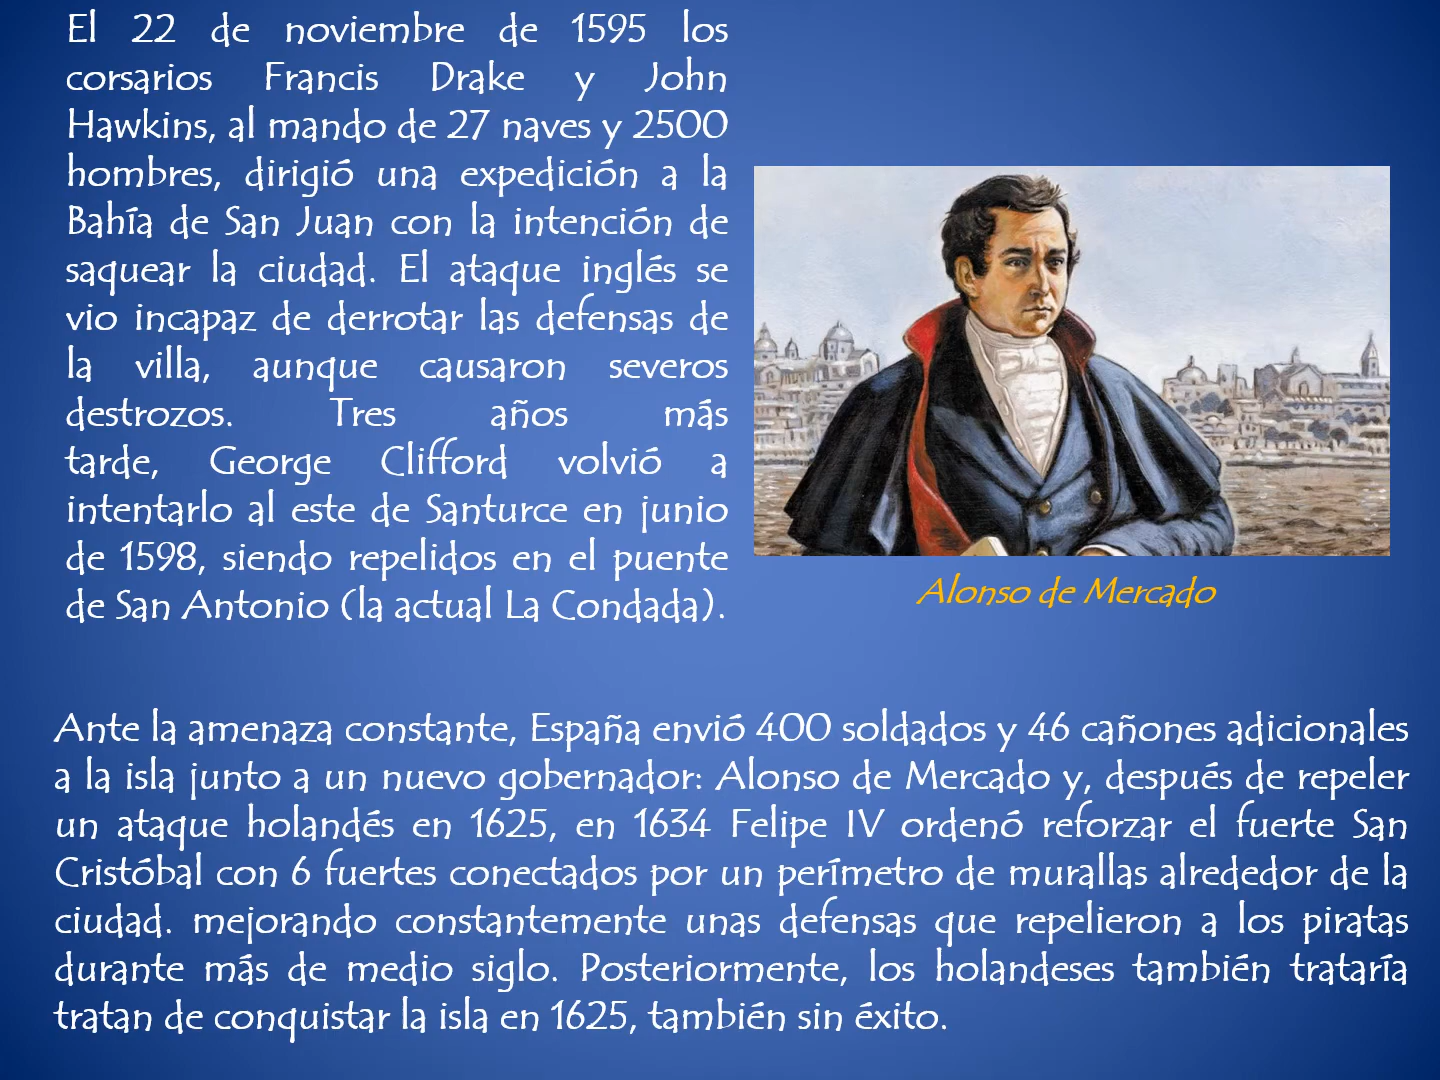 El 22 de noviembre de 1595 los
corsarios Francis Drake y John
Hawkins, al mando de 27 naves y 2500
hombres, dirigió una expedición a la
Bahía de San Juan con la intención de
saquear la ciudad. El ataque inglés se
vio incapaz de derrotar las defensas de
la villa, aunque causaron severos
destrozos. Tres años más
tarde, George Clifford volvió a
intentarlo al este de Santurce en junio
de 1598, siendo repelidos en el puente
de San Antonio (la actual La Condada).
Alonso de Mercado
Ante la amenaza constante, España envió 400 soldados y 46 cañones adicionales
a la isla junto a un nuevo gobernador: Alonso de Mercado y, después de repeler
un ataque holandés en 1625, en 1634 Felipe IV ordenó reforzar el fuerte San
Cristóbal con 6 fuertes conectados por un perímetro de murallas alrededor de la
ciudad. mejorando constantemente unas defensas que repelieron a los piratas
durante más de medio siglo. Posteriormente, los holandeses también trataría
tratan de conquistar la isla en 1625, también sin éxito.